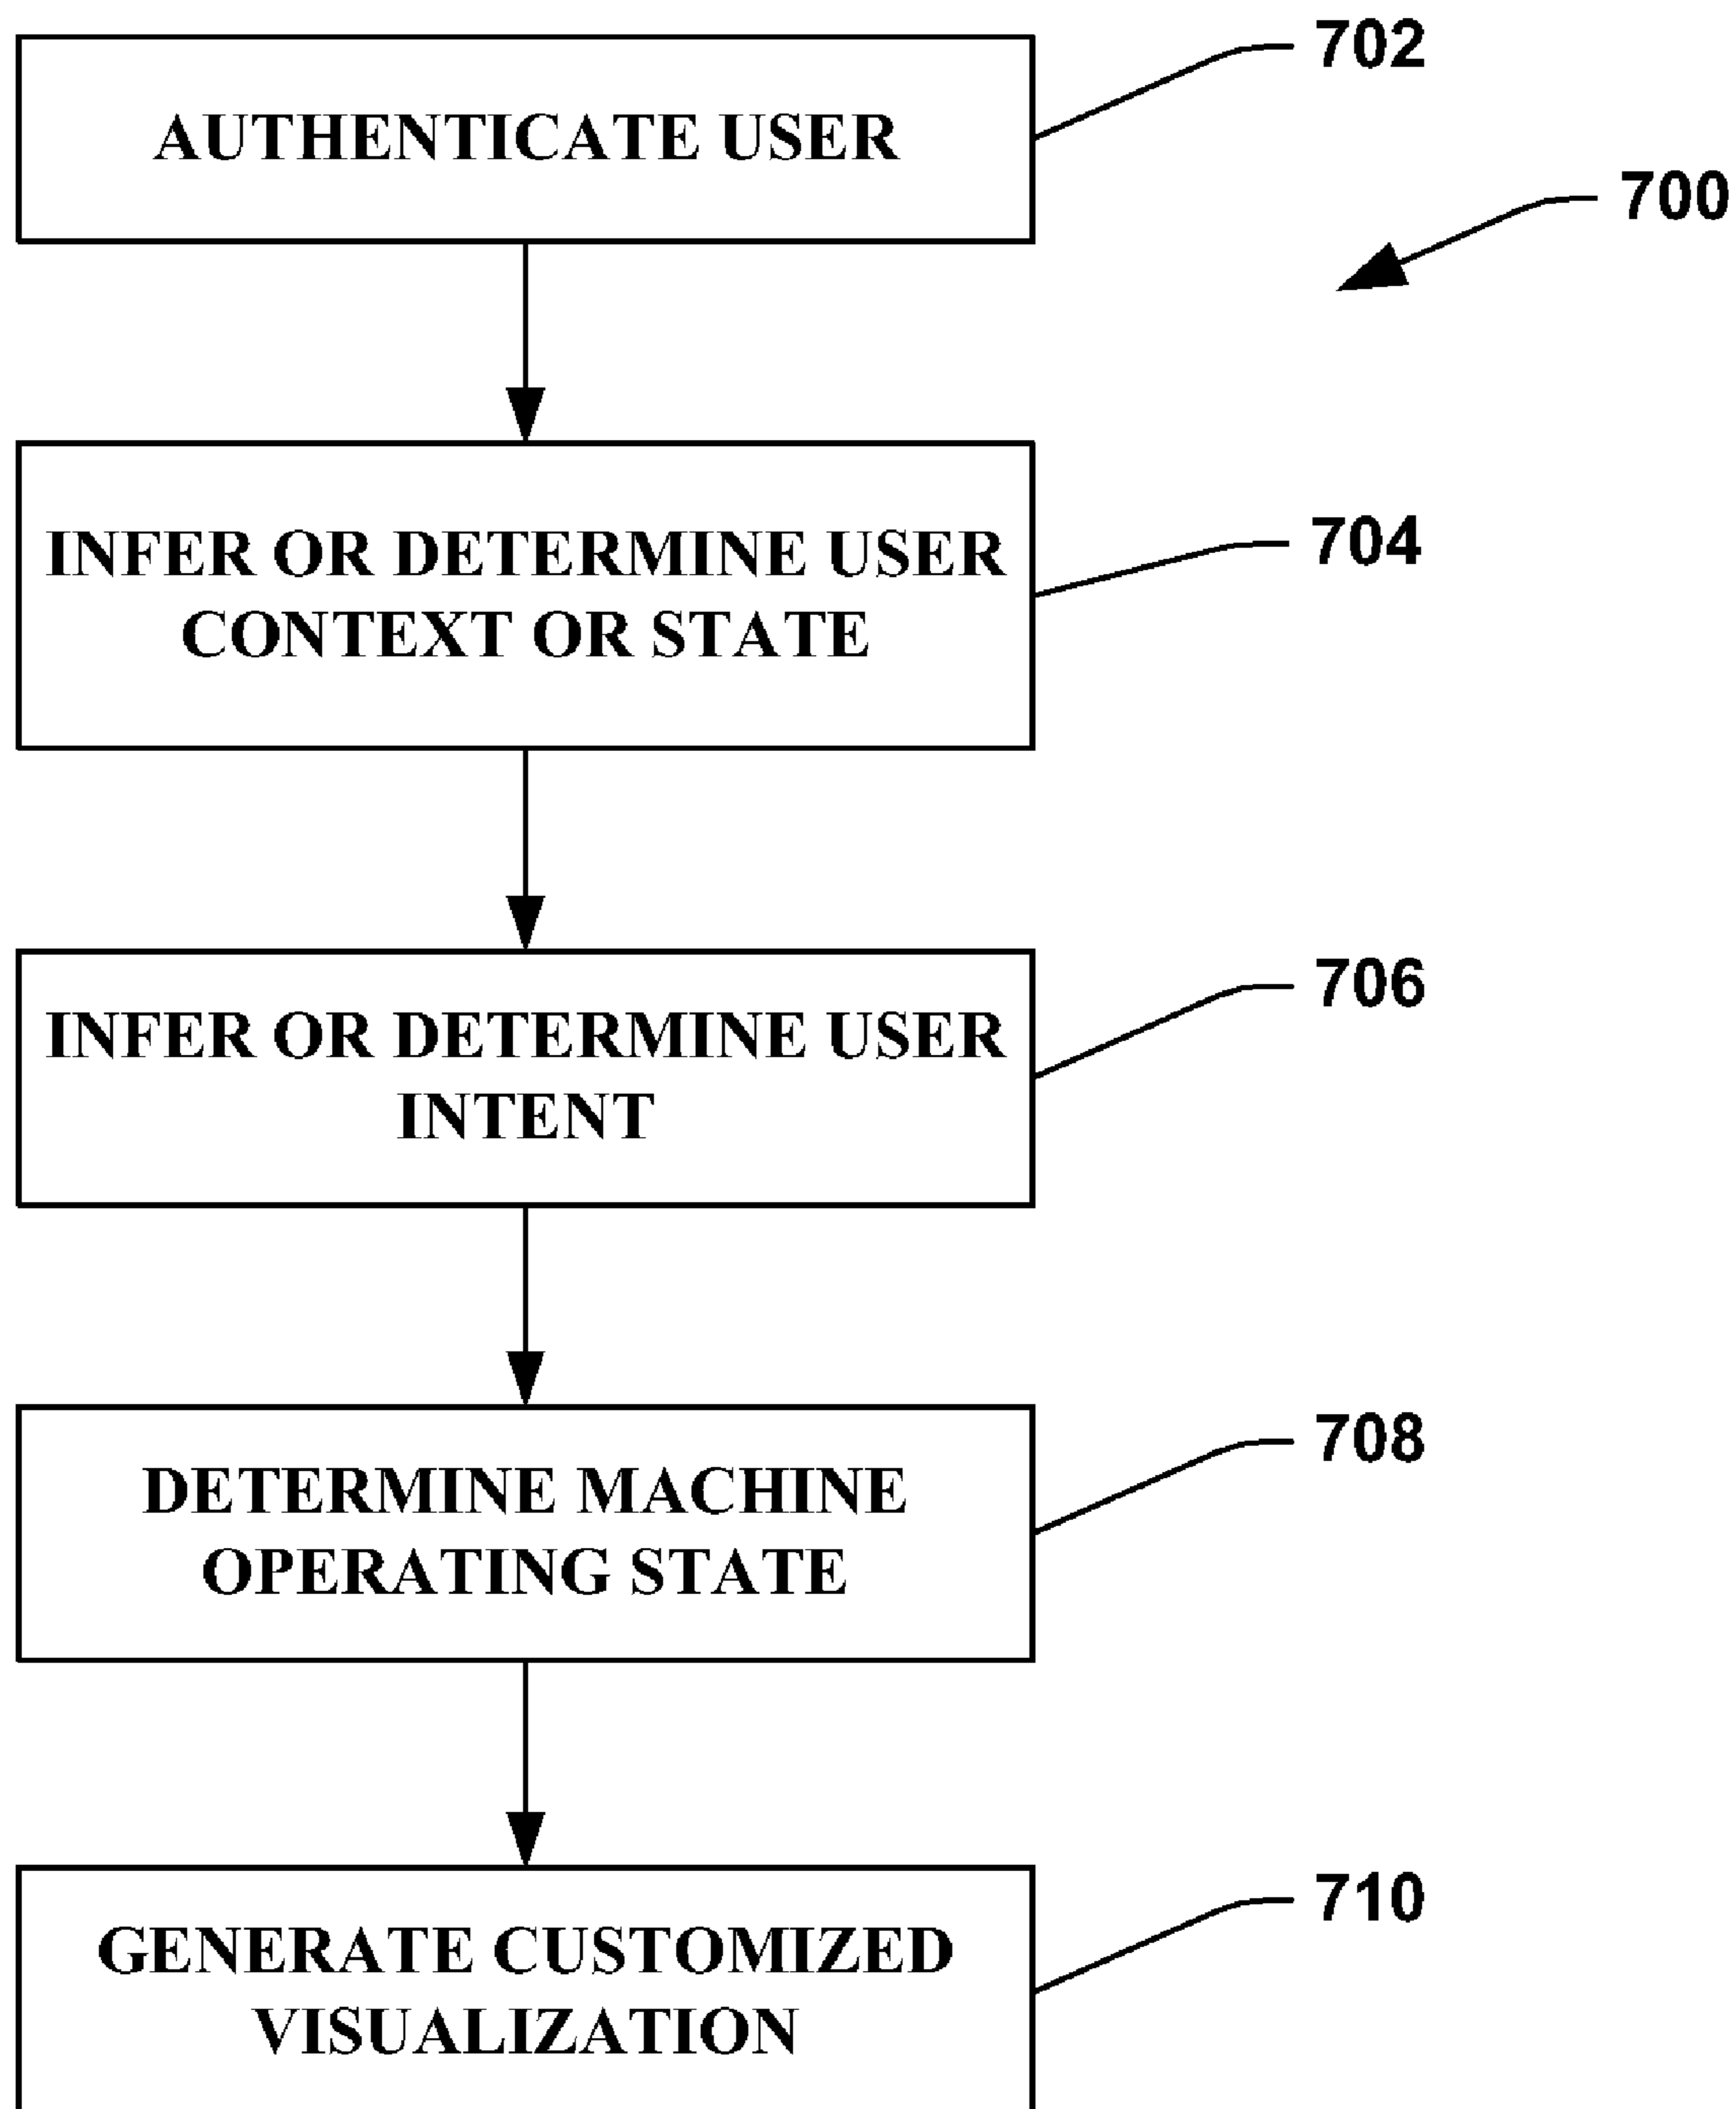 AUTHENTICATE USER
702
700
INFER OR DETERMINE USER
CONTEXT OR STATE
704
INFER OR DETERMINE USER
INTENT
706
DETERMINE MACHINE
OPERATING STATE
708
GENERATE CUSTOMIZED
VISUALIZATION
710